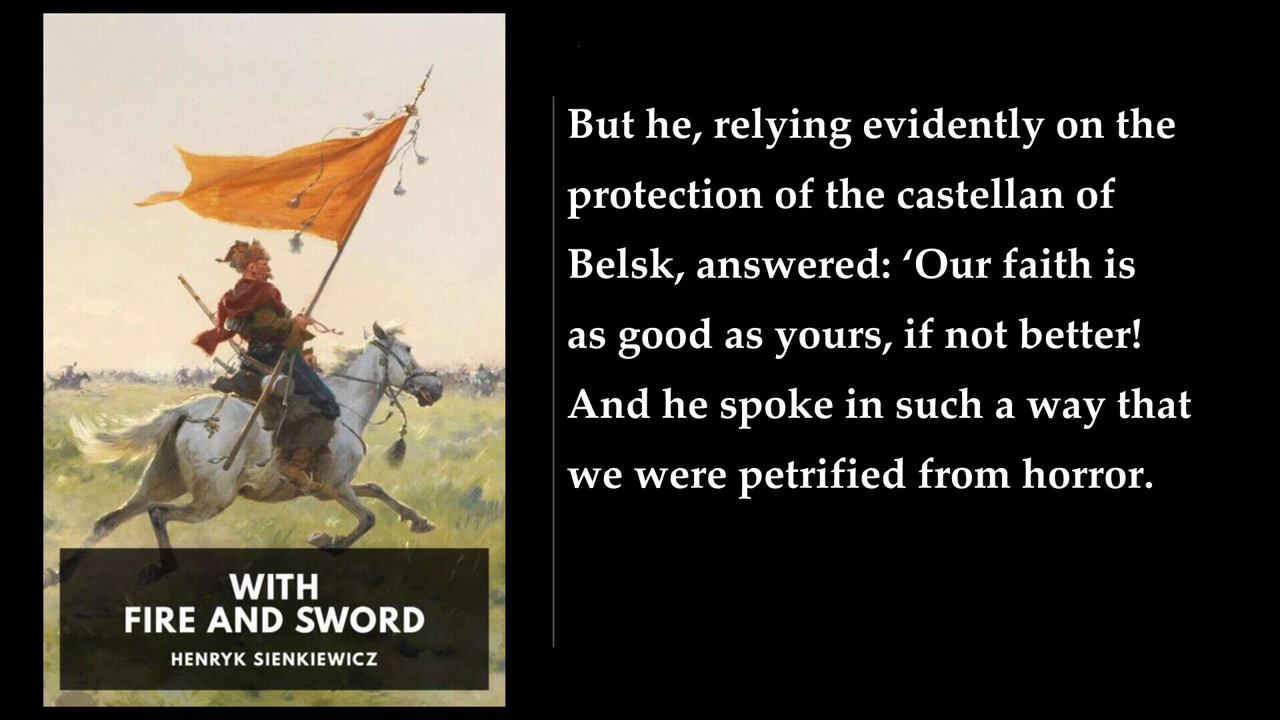 WITH
FIRE AND SWORD
HENRYK SIENKIEWICZ
But he, relying evidently on the
protection of the castellan of
Belsk, answered: ‘Our faith is
as good as yours, if not better!
And he spoke in such a way that
we were petrified from horror.